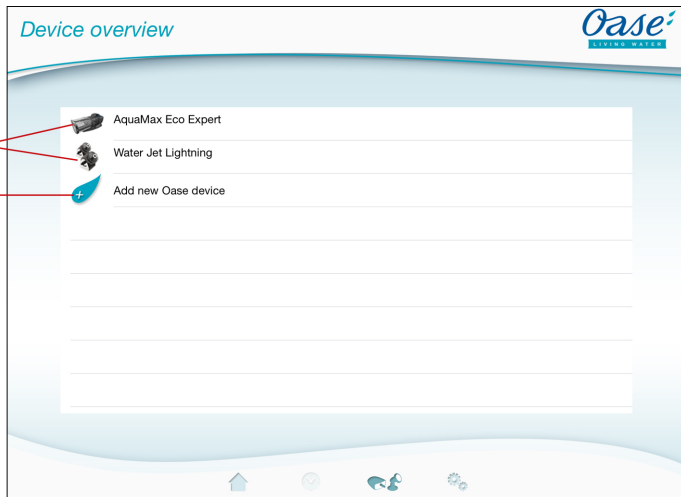 Device overview
Oase
LIVING WATER
AquaMax Eco Expert
Water Jet Lightning
Add new Oase device